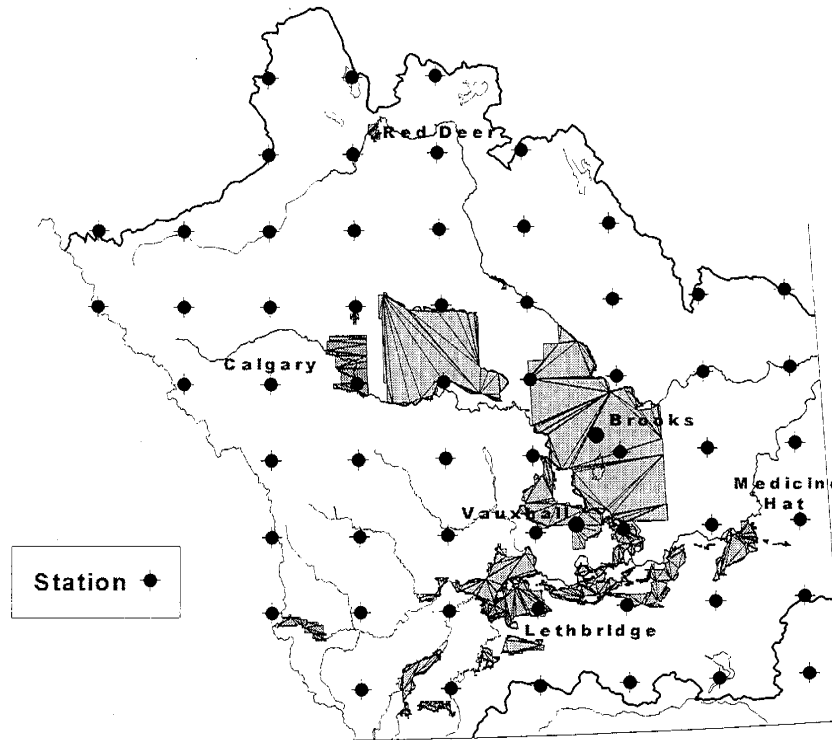 Red Deer
Calgary
Brooks
Medicine
Hat
Vauxhall
Station
Lethbridge